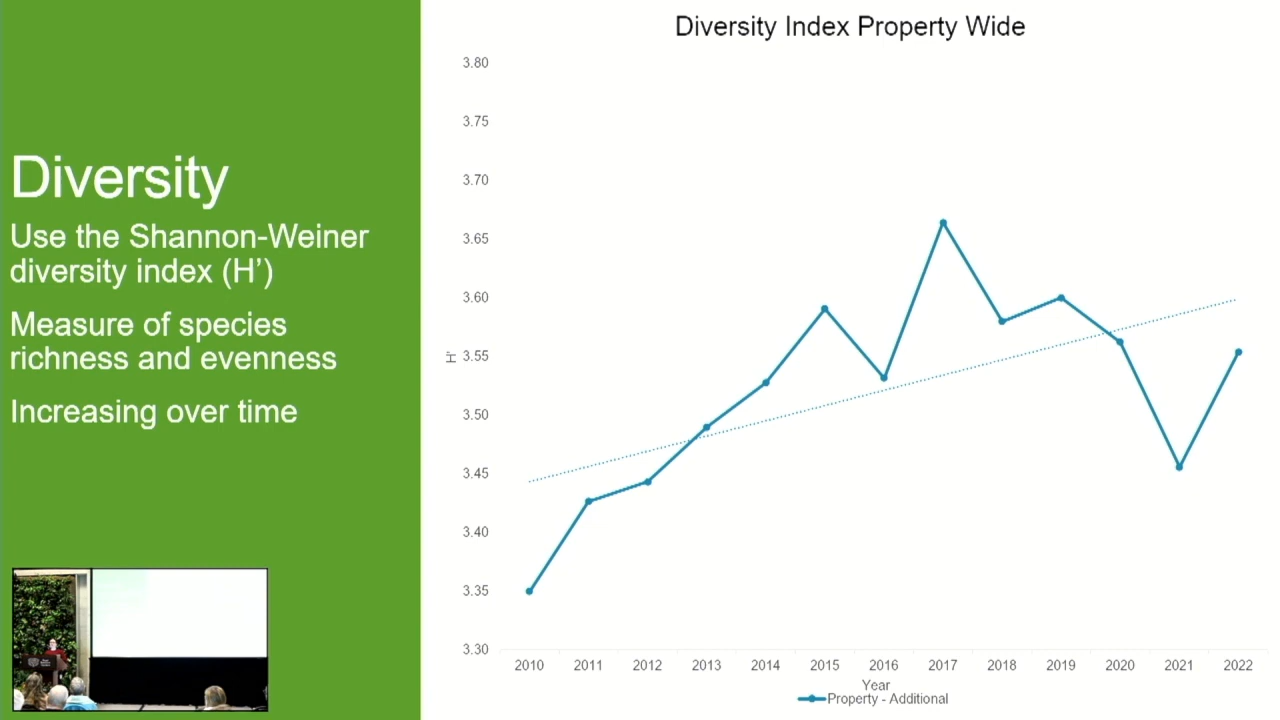 Diversity
Use the Shannon-Weiner
diversity index (H’)
Measure of species
richness and evenness
Increasing over time
Diversity Index Property Wide
3.80
3.75
3.70
3.65
3.60
3.55
3.50
3.45
3.40
3.35
3.30
H'
2010 2011 2012 2013 2014 2015 2016 2017 2018 2019 2020 2021 2022
Year
Property - Additional